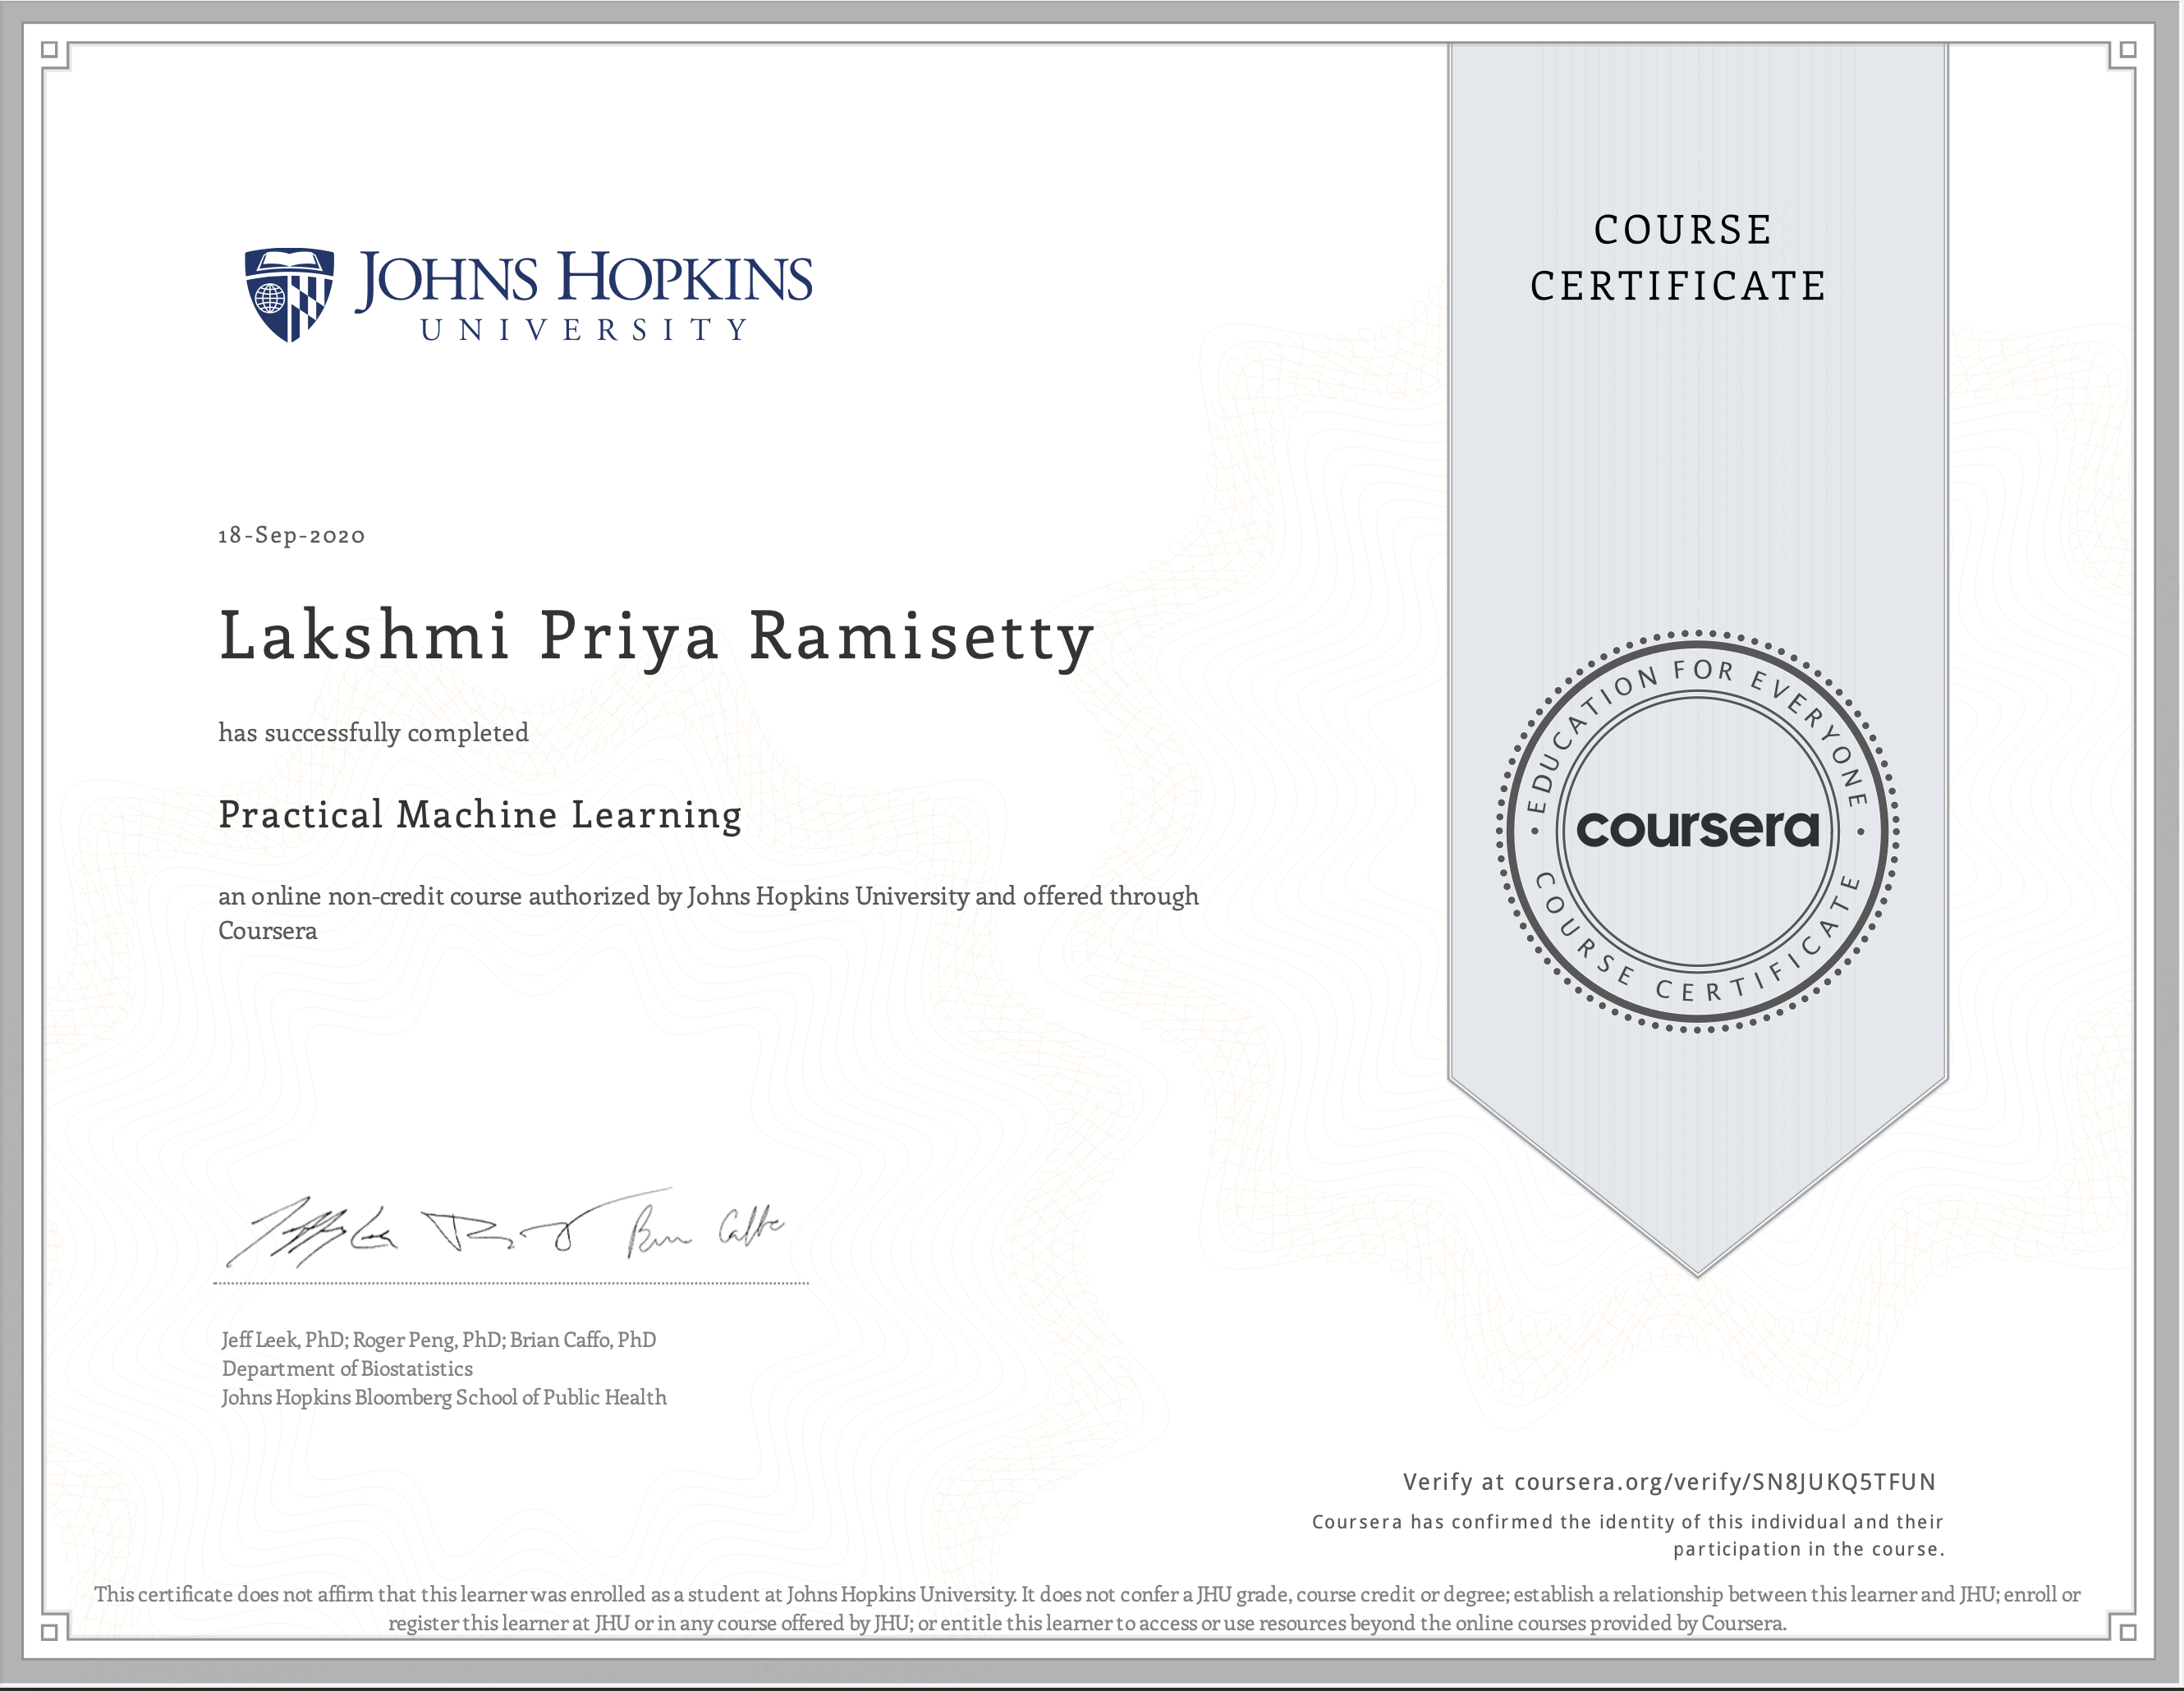 JOHNS HOPKINS
UNIVERSITY
COURSE
CERTIFICATE
18-Sep-2020
Lakshmi Priya Ramisetty
has successfully completed
Practical Machine Learning
an online non-credit course authorized by Johns Hopkins University and offered through
Coursera
EDUCATION FOR EVERYONE
coursera
COURSE CERTIFICATE
Jeff Leek, PhD; Roger Peng, PhD; Brian Caffo, PhD
Department of Biostatistics
Johns Hopkins Bloomberg School of Public Health
Verify at coursera.org/verify/SN8JUKQ5TFUN
Coursera has confirmed the identity of this individual and their
participation in the course.
This certificate does not affirm that this learner was enrolled as a student at Johns Hopkins University. It does not confer a JHU grade, course credit or degree; establish a relationship between this learner and JHU; enroll or
register this learner at JHU or in any course offered by JHU; or entitle this learner to access or use resources beyond the online courses provided by Coursera.